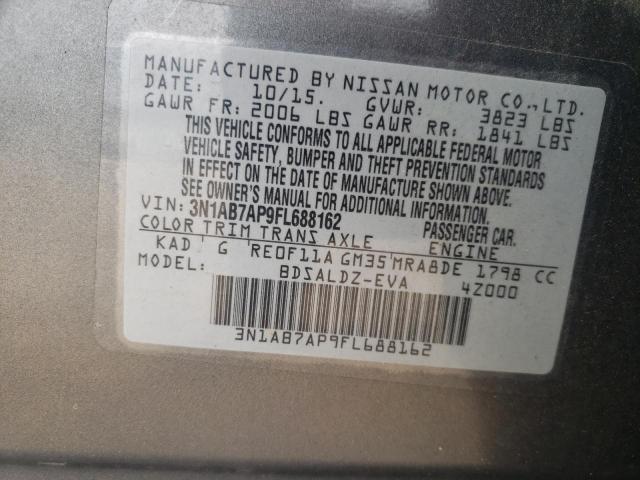 MANUFACTURED BY NISSAN MOTOR CO., LTD.
DATE: 10/15. GVWR: 3823 LBS
GAWR FR: 2006 LBS GAWR RR: 1841 LBS
THIS VEHICLE CONFORMS TO ALL APPLICABLE FEDERAL MOTOR
VEHICLE SAFETY, BUMPER AND THEFT PREVENTION STANDARDS
IN EFFECT ON THE DATE OF MANUFACTURE SHOWN ABOVE.
SEE OWNER'S MANUAL FOR ADDITIONAL INFORMATION.
VIN: 3N1AB7AP9FL688162 PASSENGER CAR.
COLOR TRIM TRANS AXLE ENGINE
KAD ' G ' RE0F11A GM35 MRA8DE 1798 CC
MODEL: BDSALDZ-EVA 4Z000
3N1AB7AP9FL688162